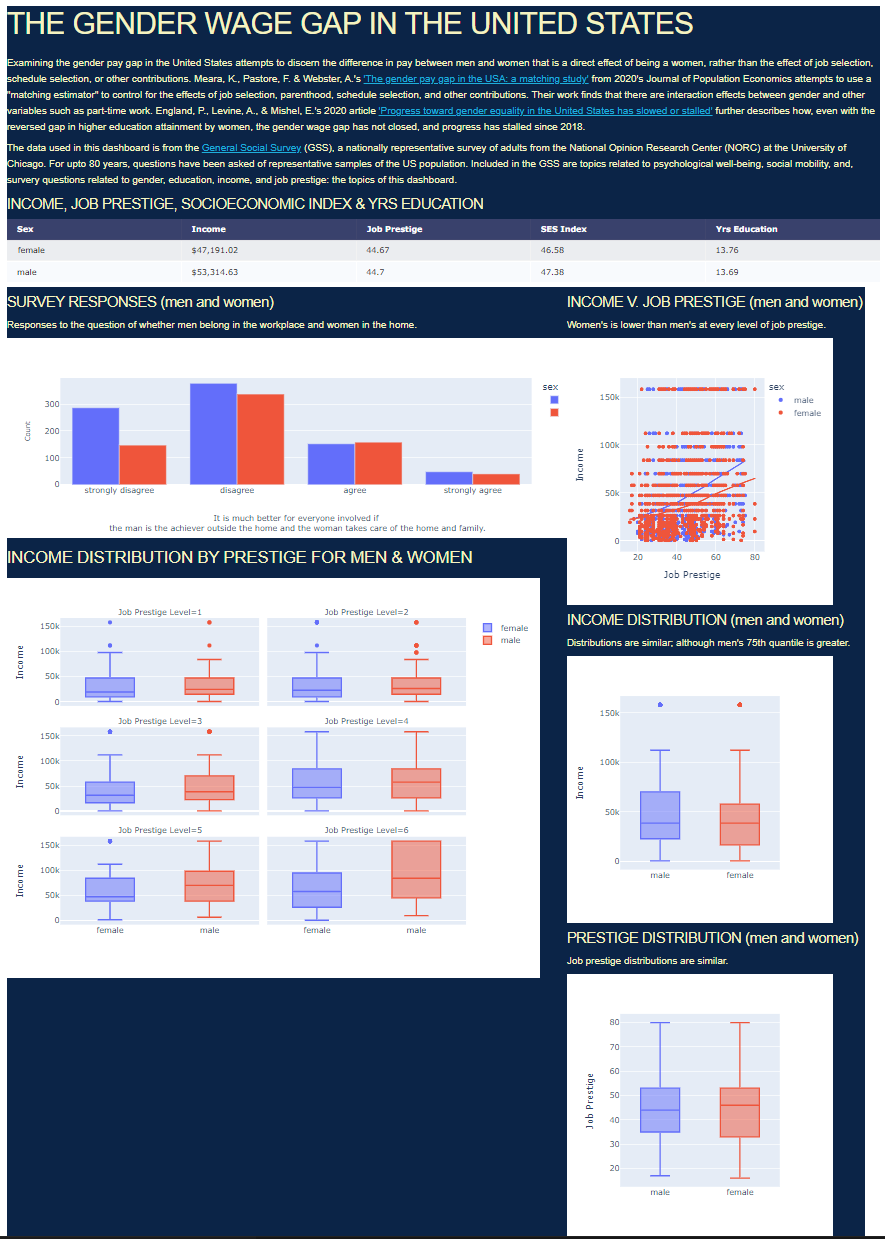 THE GENDER WAGE GAP IN THE UNITED STATES
Examining the gender pay gap in the United States attempts to discern the difference in pay between men and women that is a direct effect of being a women, rather than the effect of job selection,
schedule selection, or other contributions. Meara, K., Pastore, F. & Webster, A.'s 'The gender pay gap in the USA: a matching study' from 2020's Journal of Population Economics attempts to use a
"matching estimator" to control for the effects of job selection, parenthood, schedule selection, and other contributions. Their work finds that there are interaction effects between gender and other
variables such as part-time work. England, P., Levine, A., & Mishel, E.'s 2020 article 'Progress toward gender equality in the United States has slowed or stalled' further describes how, even with the
reversed gap in higher education attainment by women, the gender wage gap has not closed, and progress has stalled since 2018.
The data used in this dashboard is from the General Social Survey (GSS), a nationally representative survey of adults from the National Opinion Research Center (NORC) at the University of
Chicago. For upto 80 years, questions have been asked of representative samples of the US population. Included in the GSS are topics related to psychological well-being, social mobility, and,
survery questions related to gender, education, income, and job prestige: the topics of this dashboard.
INCOME, JOB PRESTIGE, SOCIOECONOMIC INDEX & YRS EDUCATION
Sex Income Job Prestige SES Index Yrs Education
female $47,191.02 44.67 46.58 13.76
male $53,314.63 44.7 47.38 13.69
SURVEY RESPONSES (men and women)
Responses to the question of whether men belong in the workplace and women in the home.
sex
Count
300
200
100
0
strongly disagree disagree agree strongly agree
It is much better for everyone involved if
the man is the achiever outside the home and the woman takes care of the home and family.
INCOME V. JOB PRESTIGE (men and women)
Women's is lower than men's at every level of job prestige.
sex
male
female
Income
150k
100k
50k
0
20 40 60 80
Job Prestige
INCOME DISTRIBUTION BY PRESTIGE FOR MEN & WOMEN
female
male
Job Prestige Level=1 Job Prestige Level=2
Income
150k
100k
50k
0
Job Prestige Level=3 Job Prestige Level=4
Income
150k
100k
50k
0
Job Prestige Level=5 Job Prestige Level=6
Income
150k
100k
50k
0
female male female male
INCOME DISTRIBUTION (men and women)
Distributions are similar; although men's 75th quantile is greater.
Income
150k
100k
50k
0
male female
PRESTIGE DISTRIBUTION (men and women)
Job prestige distributions are similar.
Job Prestige
80
70
60
50
40
30
20
male female